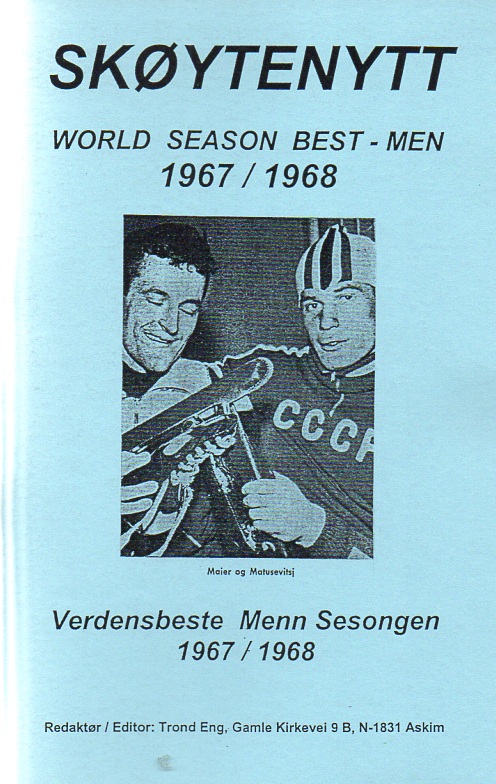 SKØYTENYTT
WORLD SEASON BEST - MEN
1967 / 1968
CCCP
Maier og Matusevitsj
Verdensbeste Menn Sesongen
1967 / 1968
Redaktør / Editor: Trond Eng, Gamle Kirkevei 9 B, N-1831 Askim